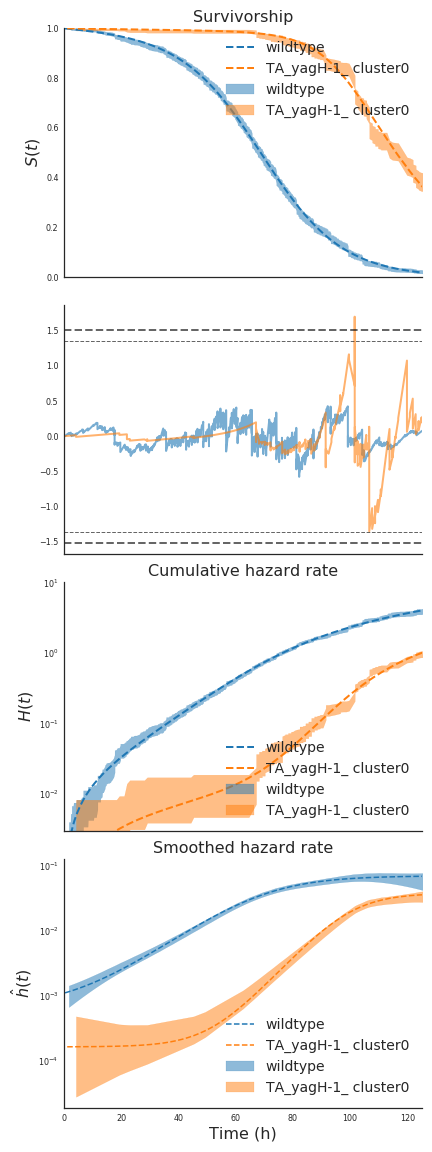 Survivorship
1.0
0.8
0.6
0.4
0.2
0.0
S(t)
wildtype
TA_yagH-1_ cluster0
wildtype
TA_yagH-1_ cluster0
1.5
1.0
0.5
0.0
−0.5
−1.0
−1.5
Cumulative hazard rate
10¹
10⁰
10⁻¹
10⁻²
H(t)
wildtype
TA_yagH-1_ cluster0
wildtype
TA_yagH-1_ cluster0
Smoothed hazard rate
10⁻¹
10⁻²
10⁻³
10⁻⁴
ĥ(t)
wildtype
TA_yagH-1_ cluster0
wildtype
TA_yagH-1_ cluster0
0 20 40 60 80 100 120
Time (h)